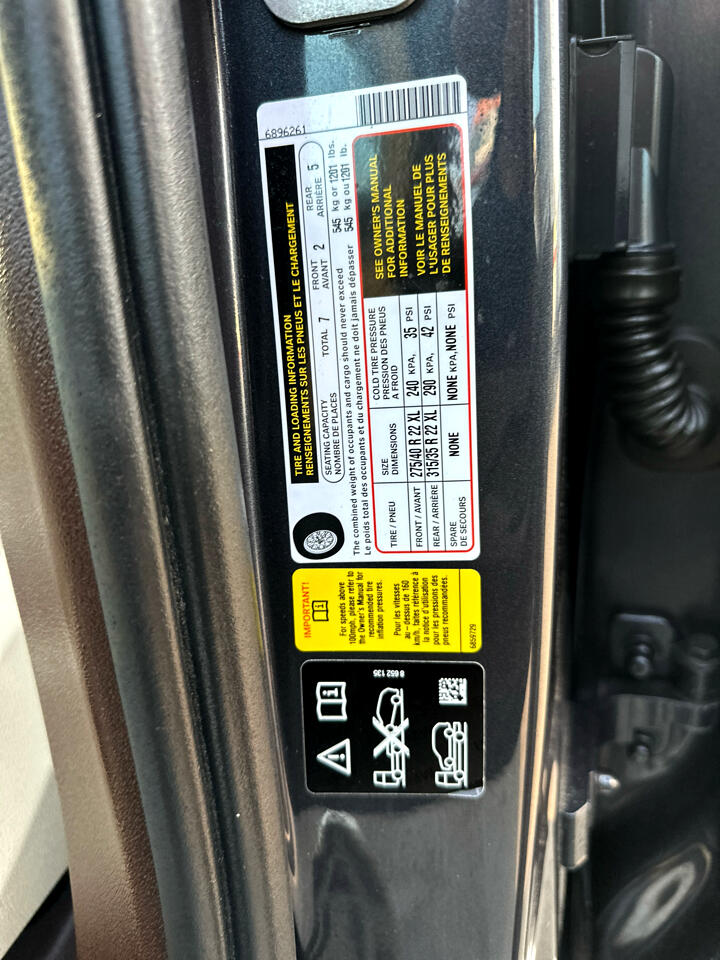 6896261
TIRE AND LOADING INFORMATION
RENSEIGNEMENTS SUR LES PNEUS ET LE CHARGEMENT
SEATING CAPACITY
NOMBRE DE PLACES
TOTAL 7
FRONT
AVANT 2
REAR
ARRIÈRE 5
The combined weight of occupants and cargo should never exceed 545 kg or 1201 lbs.
Le poids total des occupants et du chargement ne doit jamais dépasser 545 kg ou 1201 lb.
TIRE / PNEU
SIZE
DIMENSIONS
COLD TIRE PRESSURE
PRESSION DES PNEUS
A FROID
FRONT / AVANT 275/40 R 22 XL 240 KPA, 35 PSI
REAR / ARRIÈRE 315/35 R 22 XL 290 KPA, 42 PSI
SPARE
DE SECOURS
NONE NONE KPA, NONE PSI
SEE OWNER'S MANUAL
FOR ADDITIONAL
INFORMATION
VOIR LE MANUEL DE
L'USAGER POUR PLUS
DE RENSEIGNEMENTS
IMPORTANT!
For speeds above
100mph, please refer to
the Owner's Manual for
recommended tire
inflation pressures.
Pour les vitesses
au – dessus de 160
km/h, faites référence à
la notice d'utilisation
pour les pressions des
pneus recommandées.
6859729
8 652 135